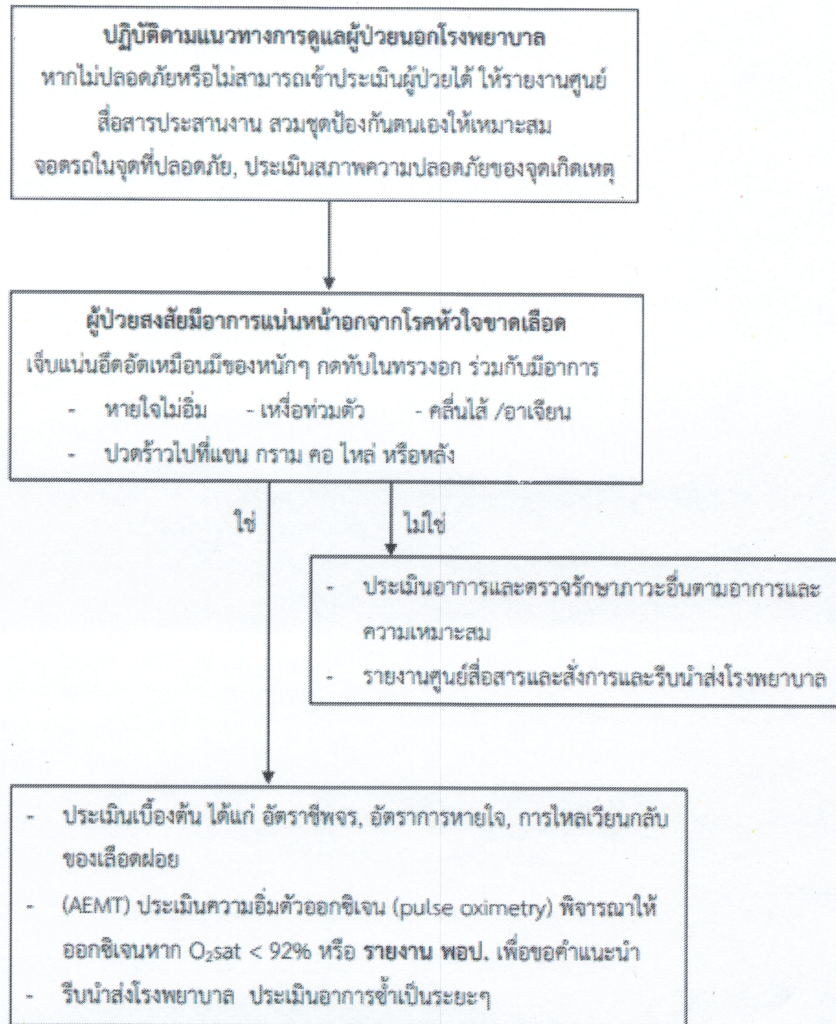 ปฏิบัติตามแนวทางการดูแลผู้ป่วยนอกโรงพยาบาล
หากไม่ปลอดภัยหรือไม่สามารถเข้าประเมินผู้ป่วยได้ ให้รายงานศูนย์
สื่อสารประสานงาน สวมชุดป้องกันตนเองให้เหมาะสม
จอดรถในจุดที่ปลอดภัย, ประเมินสภาพความปลอดภัยของจุดเกิดเหตุ
ผู้ป่วยสงสัยมีอาการแน่นหน้าอกจากโรคหัวใจขาดเลือด
เจ็บแน่นอึดอัดเหมือนมีของหนักๆ กดทับในทรวงอก ร่วมกับมีอาการ
- หายใจไม่อิ่ม - เหงื่อท่วมตัว - คลื่นไส้ /อาเจียน
- ปวดร้าวไปที่แขน กราม คอ ไหล่ หรือหลัง
ใช่ ไม่ใช่
- ประเมินอาการและตรวจรักษาภาวะอื่นตามอาการและ
ความเหมาะสม
- รายงานศูนย์สื่อสารและสั่งการและรีบนำส่งโรงพยาบาล
- ประเมินเบื้องต้น ได้แก่ อัตราชีพจร, อัตราการหายใจ, การไหลเวียนกลับ
ของเลือดฝอย
- (AEMT) ประเมินความอิ่มตัวออกซิเจน (pulse oximetry) พิจารณาให้
ออกซิเจนหาก O₂sat < 92% หรือ รายงาน พอป. เพื่อขอคำแนะนำ
- รีบนำส่งโรงพยาบาล ประเมินอาการซ้ำเป็นระยะๆ